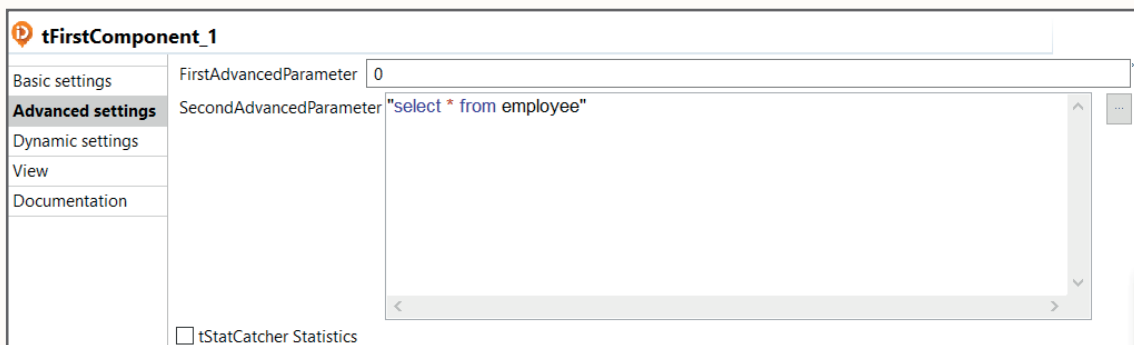 tFirstComponent_1
Basic settings
Advanced settings
Dynamic settings
View
Documentation
FirstAdvancedParameter 0
SecondAdvancedParameter "select * from employee"
...
tStatCatcher Statistics